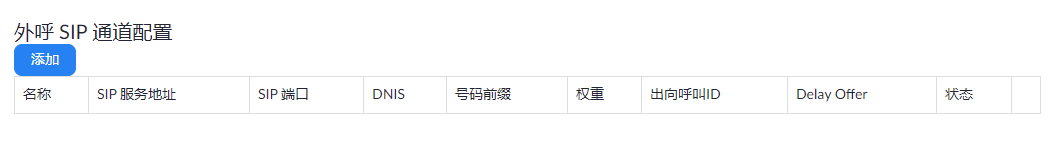 外呼 SIP 通道配置
添加
名称 SIP 服务地址 SIP 端口 DNIS 号码前缀 权重 出向呼叫ID Delay Offer 状态